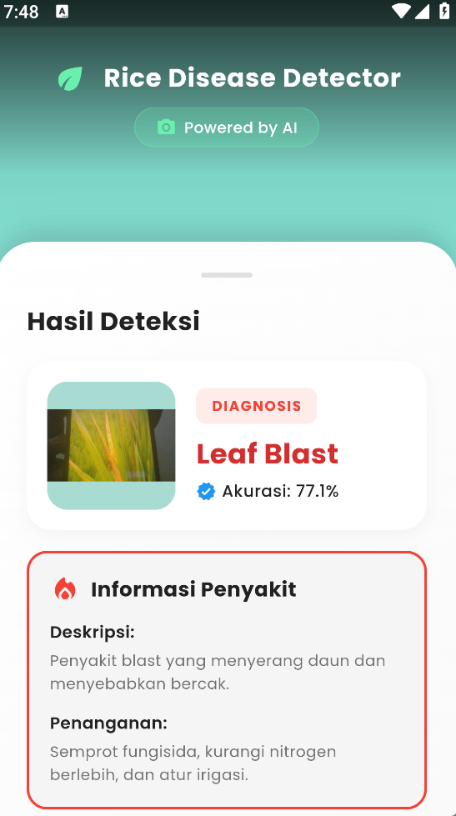 7:48
A
Rice Disease Detector
Powered by AI
Hasil Deteksi
DIAGNOSIS
Leaf Blast
Akurasi: 77.1%
Informasi Penyakit
Deskripsi:
Penyakit blast yang menyerang daun dan
menyebabkan bercak.
Penanganan:
Semprot fungisida, kurangi nitrogen
berlebih, dan atur irigasi.